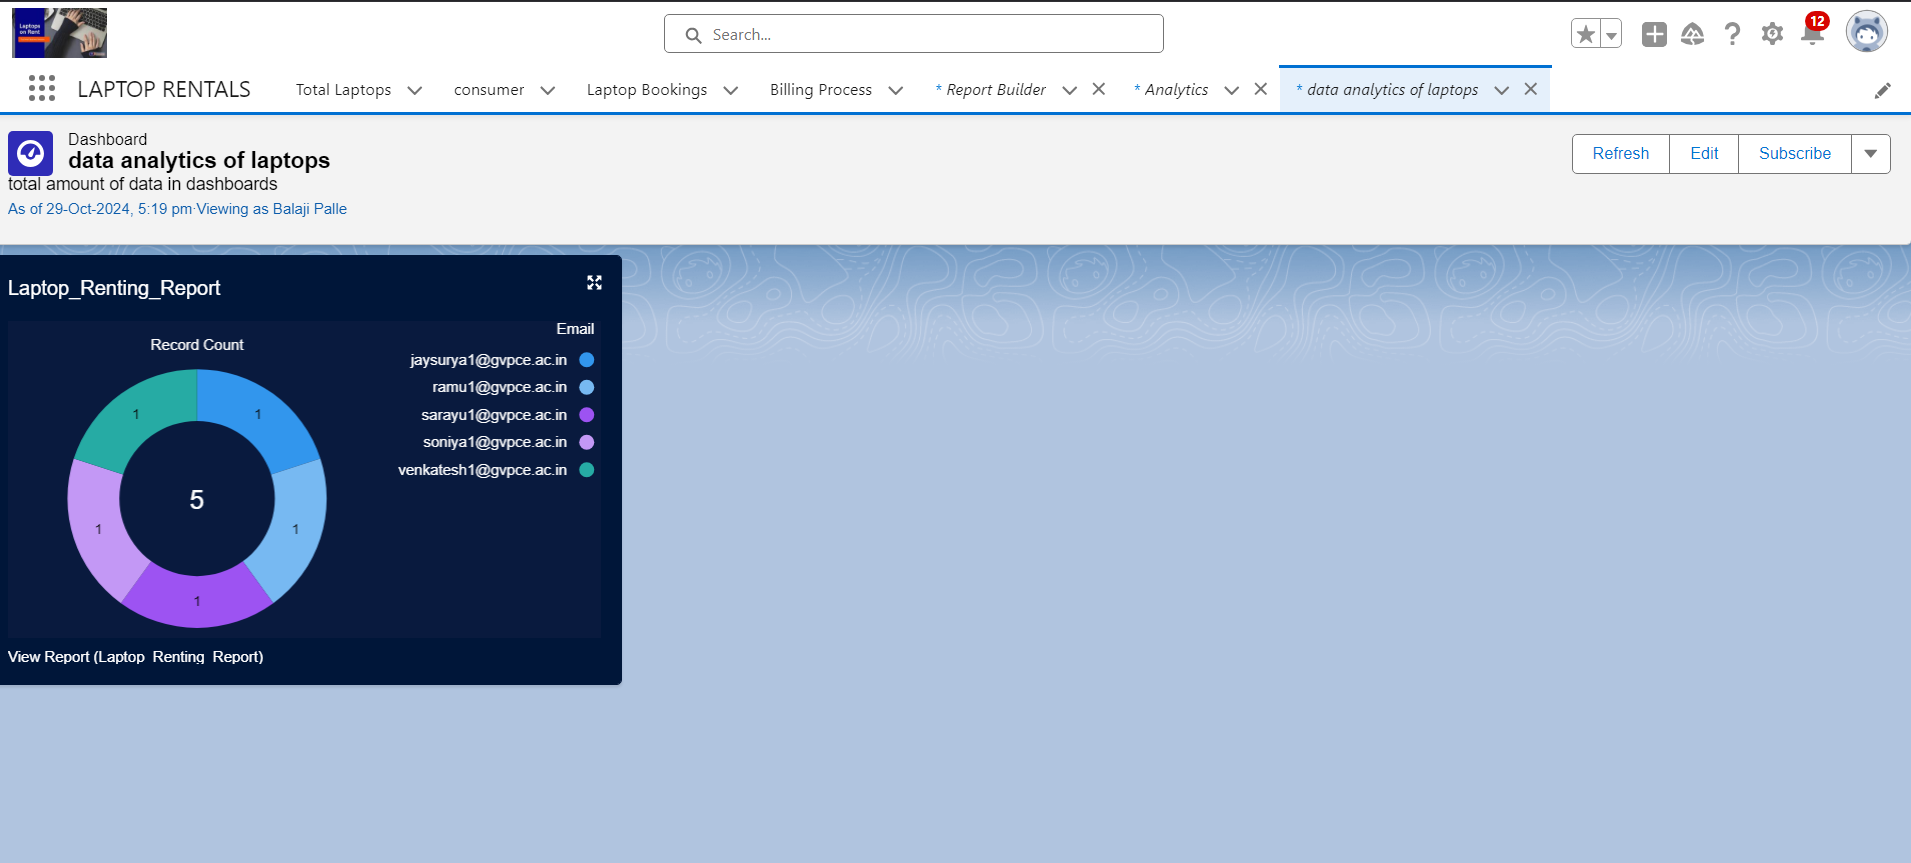 Laptops
on Rent
Search...
12
LAPTOP RENTALS
Total Laptops
consumer
Laptop Bookings
Billing Process
* Report Builder
* Analytics
* data analytics of laptops
Dashboard
data analytics of laptops
total amount of data in dashboards
As of 29-Oct-2024, 5:19 pm·Viewing as Balaji Palle
Refresh
Edit
Subscribe
Laptop_Renting_Report
Record Count
1
1
1
1
1
5
Email
jaysurya1@gvpce.ac.in
ramu1@gvpce.ac.in
sarayu1@gvpce.ac.in
soniya1@gvpce.ac.in
venkatesh1@gvpce.ac.in
View Report (Laptop_Renting_Report)